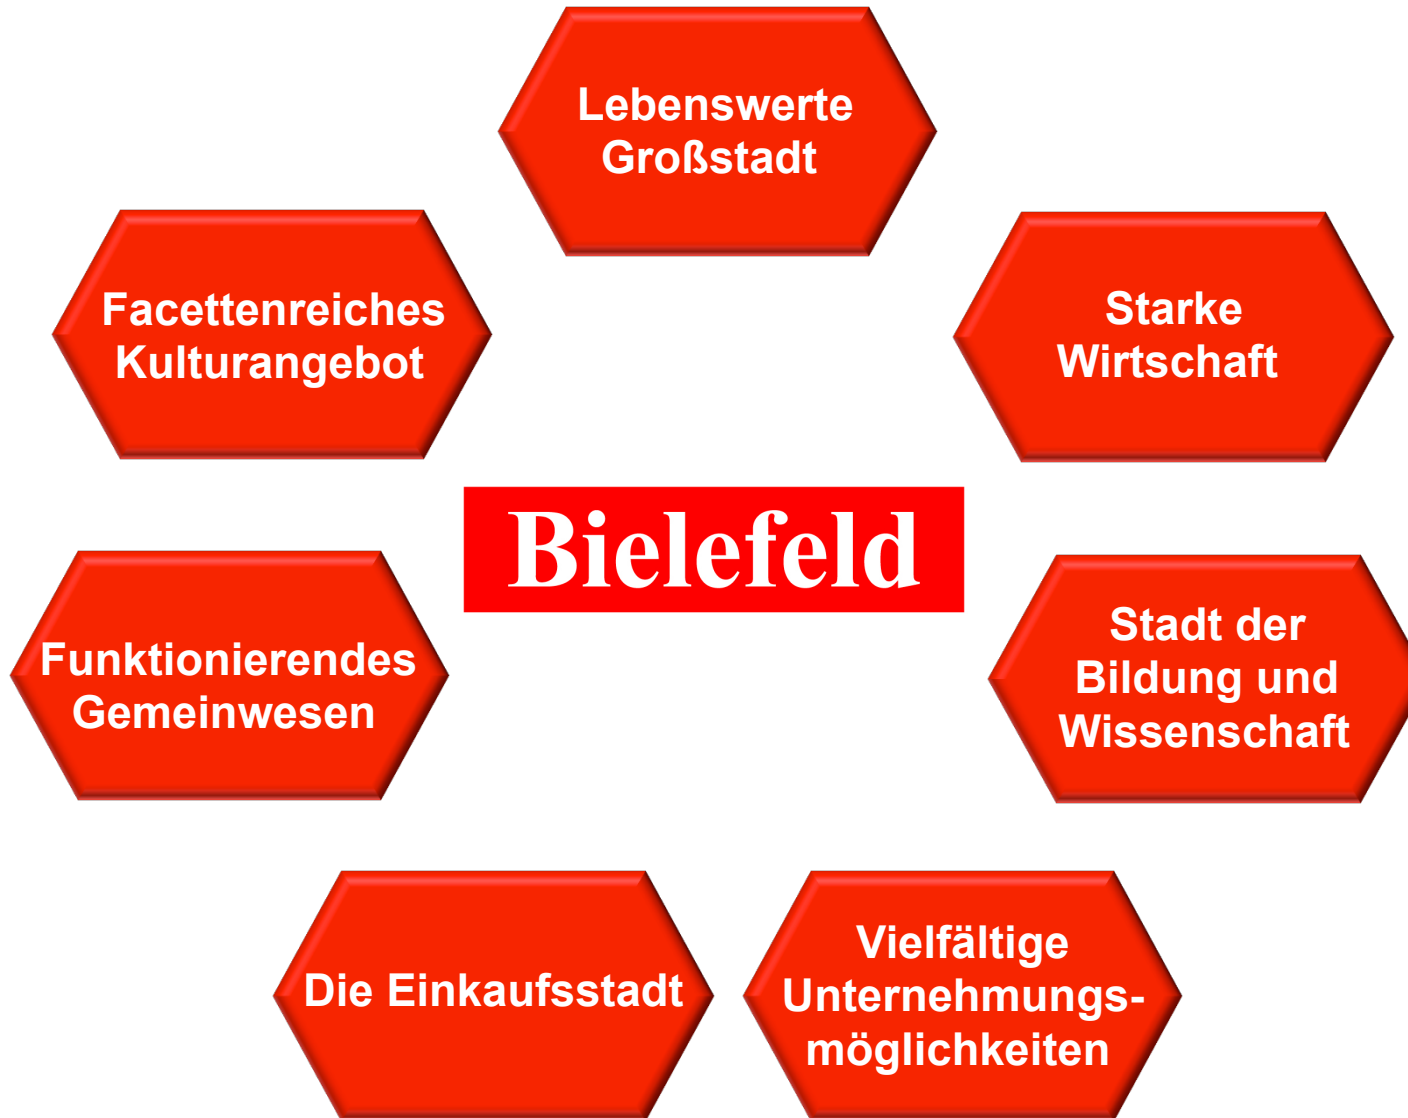 Lebenswerte
Großstadt
Facettenreiches
Kulturangebot
Starke
Wirtschaft
Bielefeld
Funktionierendes
Gemeinwesen
Stadt der
Bildung und
Wissenschaft
Die Einkaufsstadt
Vielfältige
Unternehmungs-
möglichkeiten